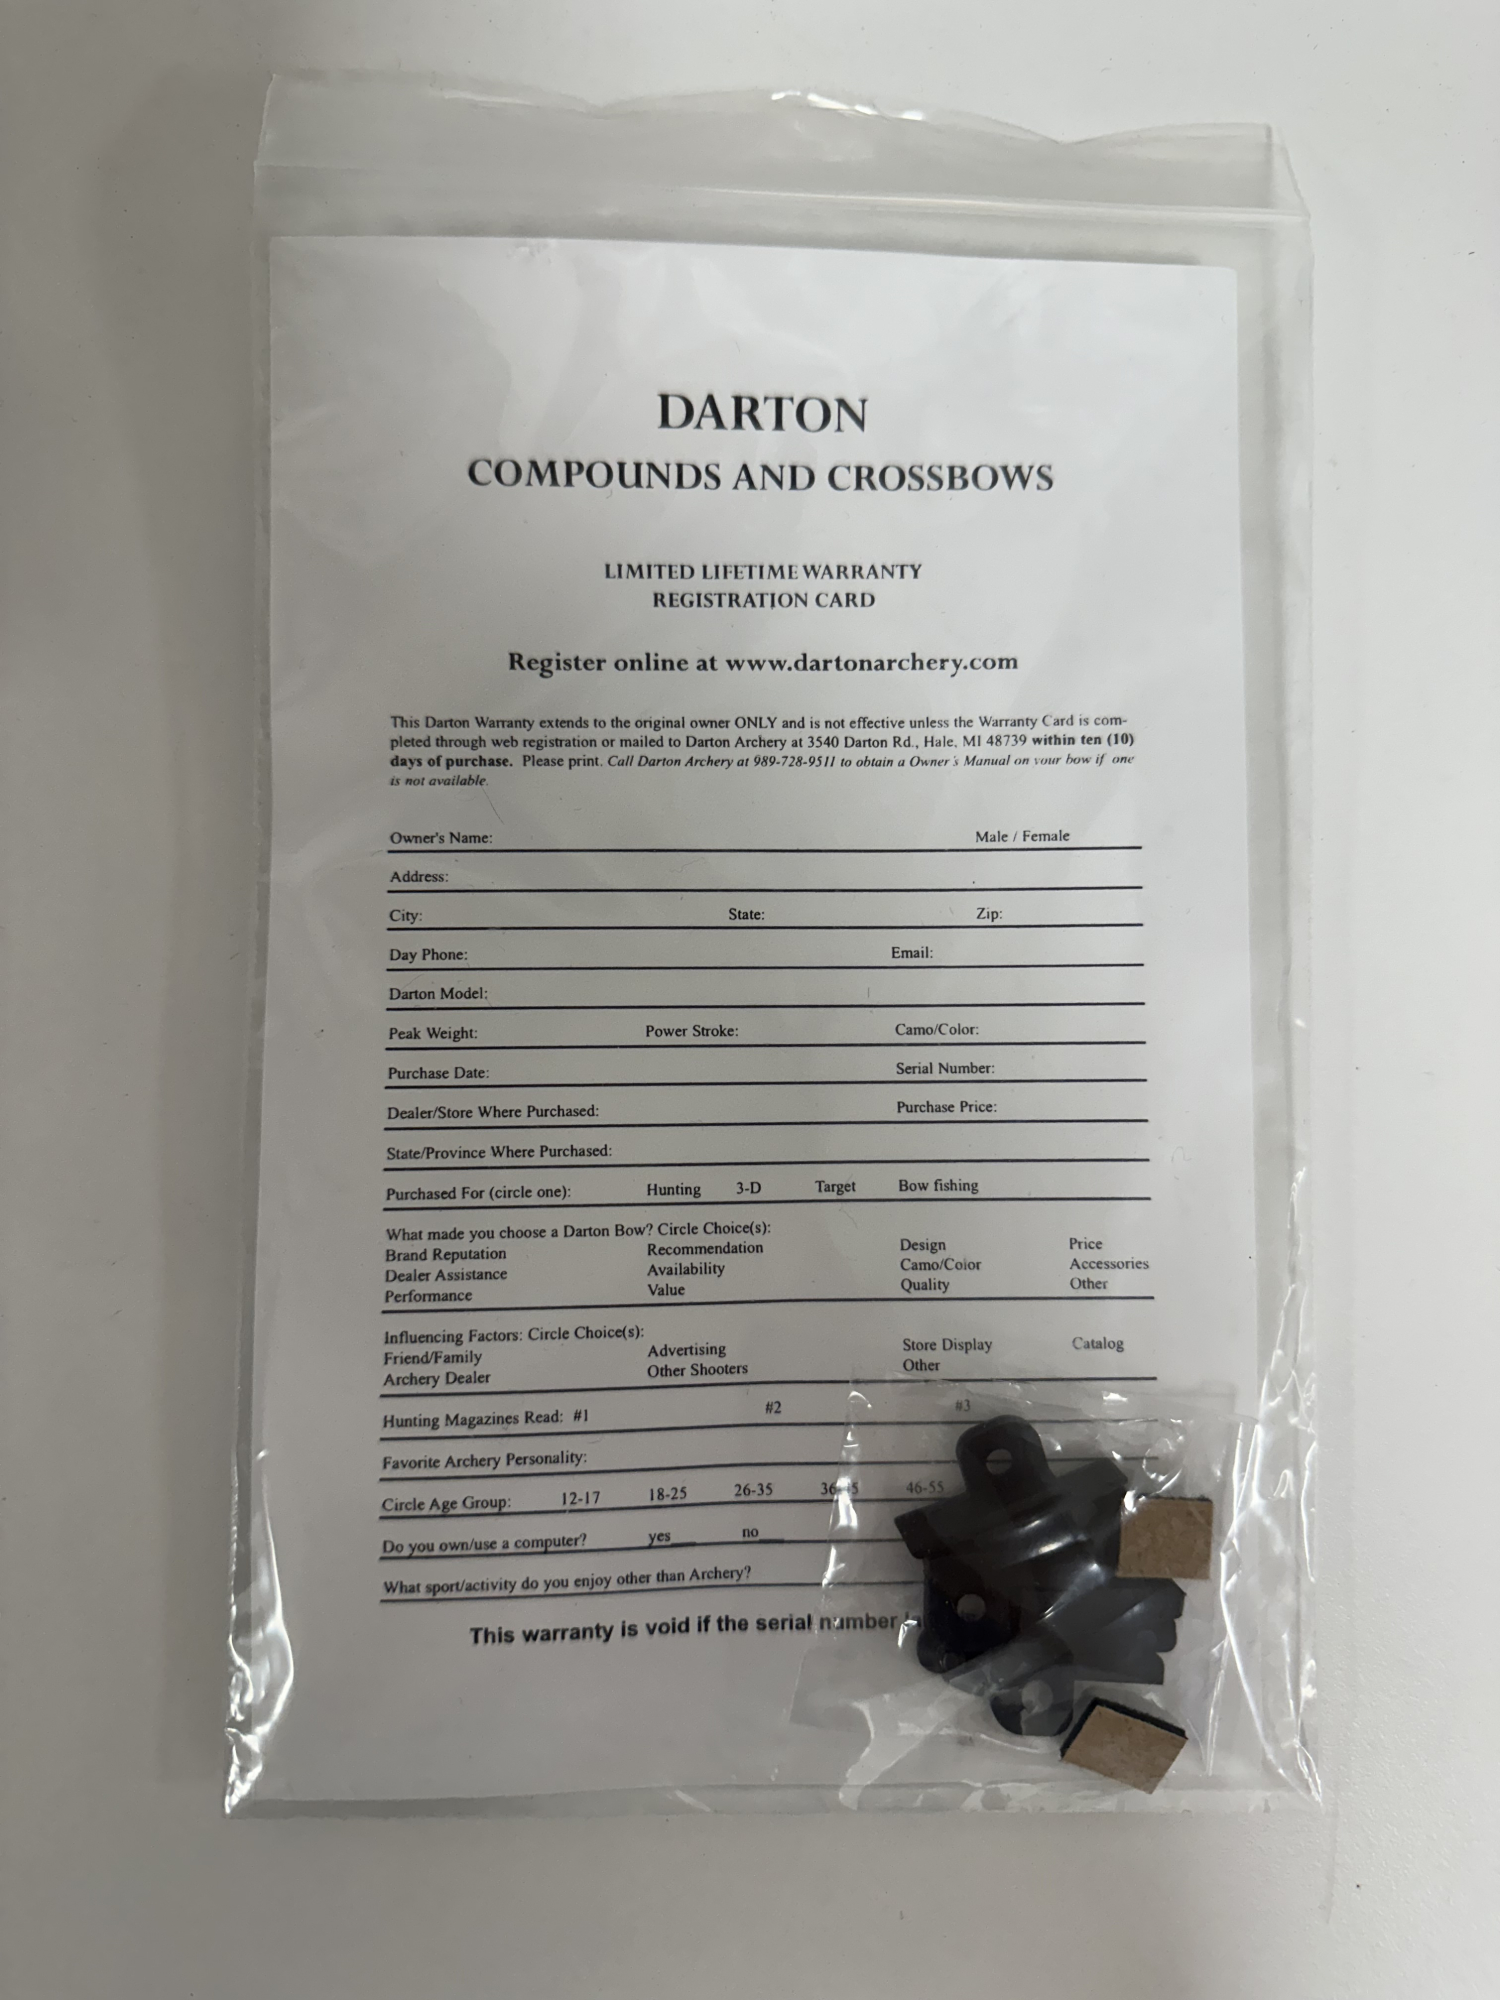 DARTON
COMPOUNDS AND CROSSBOWS
LIMITED LIFETIME WARRANTY
REGISTRATION CARD
Register online at www.dartonarchery.com
This Darton Warranty extends to the original owner ONLY and is not effective unless the Warranty Card is com-
pleted through web registration or mailed to Darton Archery at 3540 Darton Rd., Hale, MI 48739 within ten (10)
days of purchase. Please print. Call Darton Archery at 989-728-9511 to obtain a Owner's Manual on your bow if one
is not available.
Owner's Name: Male / Female
Address:
City: State: Zip:
Day Phone: Email:
Darton Model:
Peak Weight: Power Stroke: Camo/Color:
Purchase Date: Serial Number:
Dealer/Store Where Purchased: Purchase Price:
State/Province Where Purchased:
Purchased For (circle one): Hunting 3-D Target Bow fishing
What made you choose a Darton Bow? Circle Choice(s):
Brand Reputation Recommendation Design Price
Dealer Assistance Availability Camo/Color Accessories
Performance Value Quality Other
Influencing Factors: Circle Choice(s):
Friend/Family Advertising Store Display Catalog
Archery Dealer Other Shooters Other
Hunting Magazines Read: #1 #2 #3
Favorite Archery Personality:
Circle Age Group: 12-17 18-25 26-35 46-55
Do you own/use a computer? yes no
What sport/activity do you enjoy other than Archery?
This warranty is void if the serial number